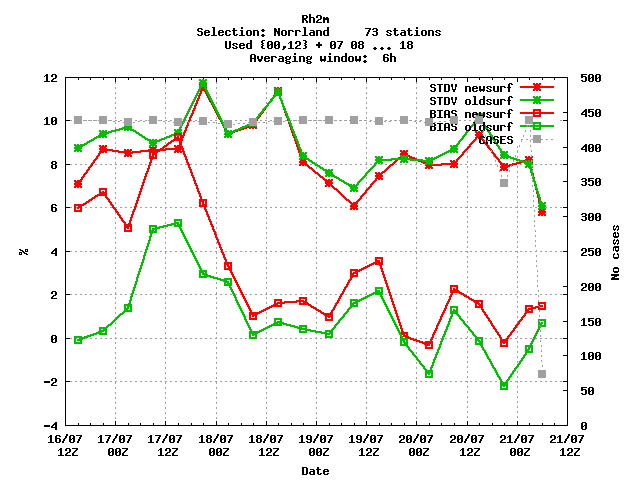 Rh2m
Selection: Norrland     73 stations
Used {00,12} + 07 08 ... 18
Averaging window:  6h
STDV newsurf
STDV oldsurf
BIAS newsurf
BIAS oldsurf
CASES
12
10
8
6
4
2
0
-2
-4
%
500
450
400
350
300
250
200
150
100
50
0
No cases
16/07 17/07 17/07 18/07 18/07 19/07 19/07 20/07 20/07 21/07 21/07
12Z 00Z 12Z 00Z 12Z 00Z 12Z 00Z 12Z 00Z 12Z
Date